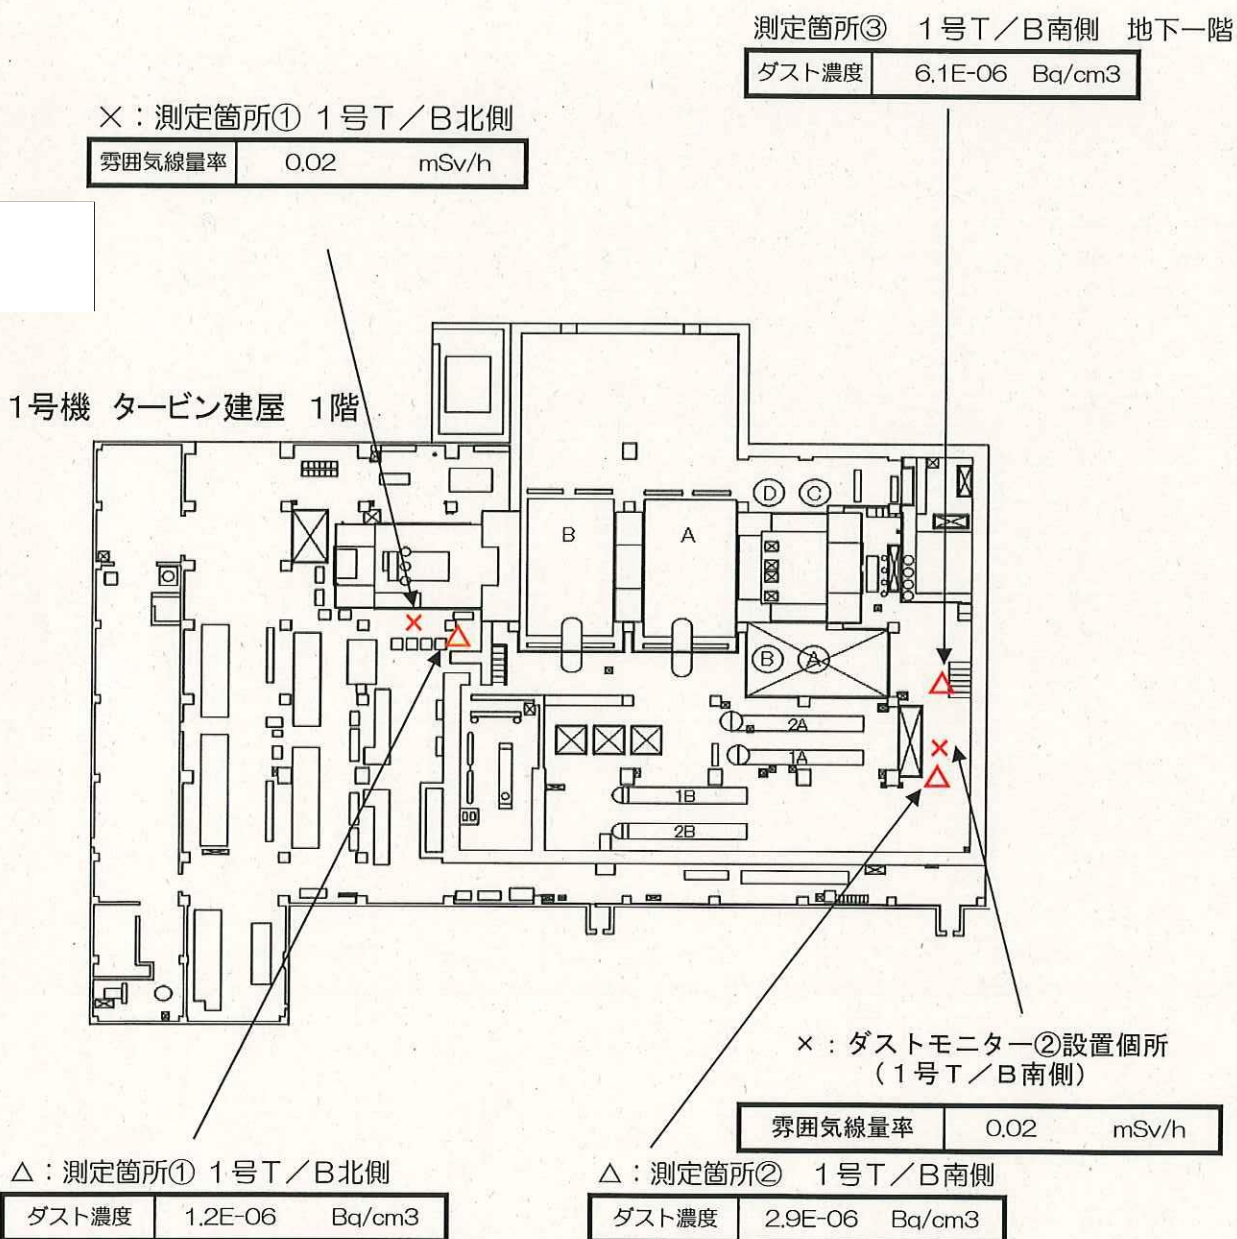 測定箇所③ 1号T／B南側 地下一階
ダスト濃度 6.1E-06 Bq/cm3
×：測定箇所① 1号T／B北側
雰囲気線量率 0.02 mSv/h
1号機 タービン建屋 1階
D C
B A
B A
2A
1A
1B
2B
×：ダストモニター②設置個所
（1号T／B南側）
雰囲気線量率 0.02 mSv/h
△：測定箇所① 1号T／B北側
ダスト濃度 1.2E-06 Bq/cm3
△：測定箇所② 1号T／B南側
ダスト濃度 2.9E-06 Bq/cm3